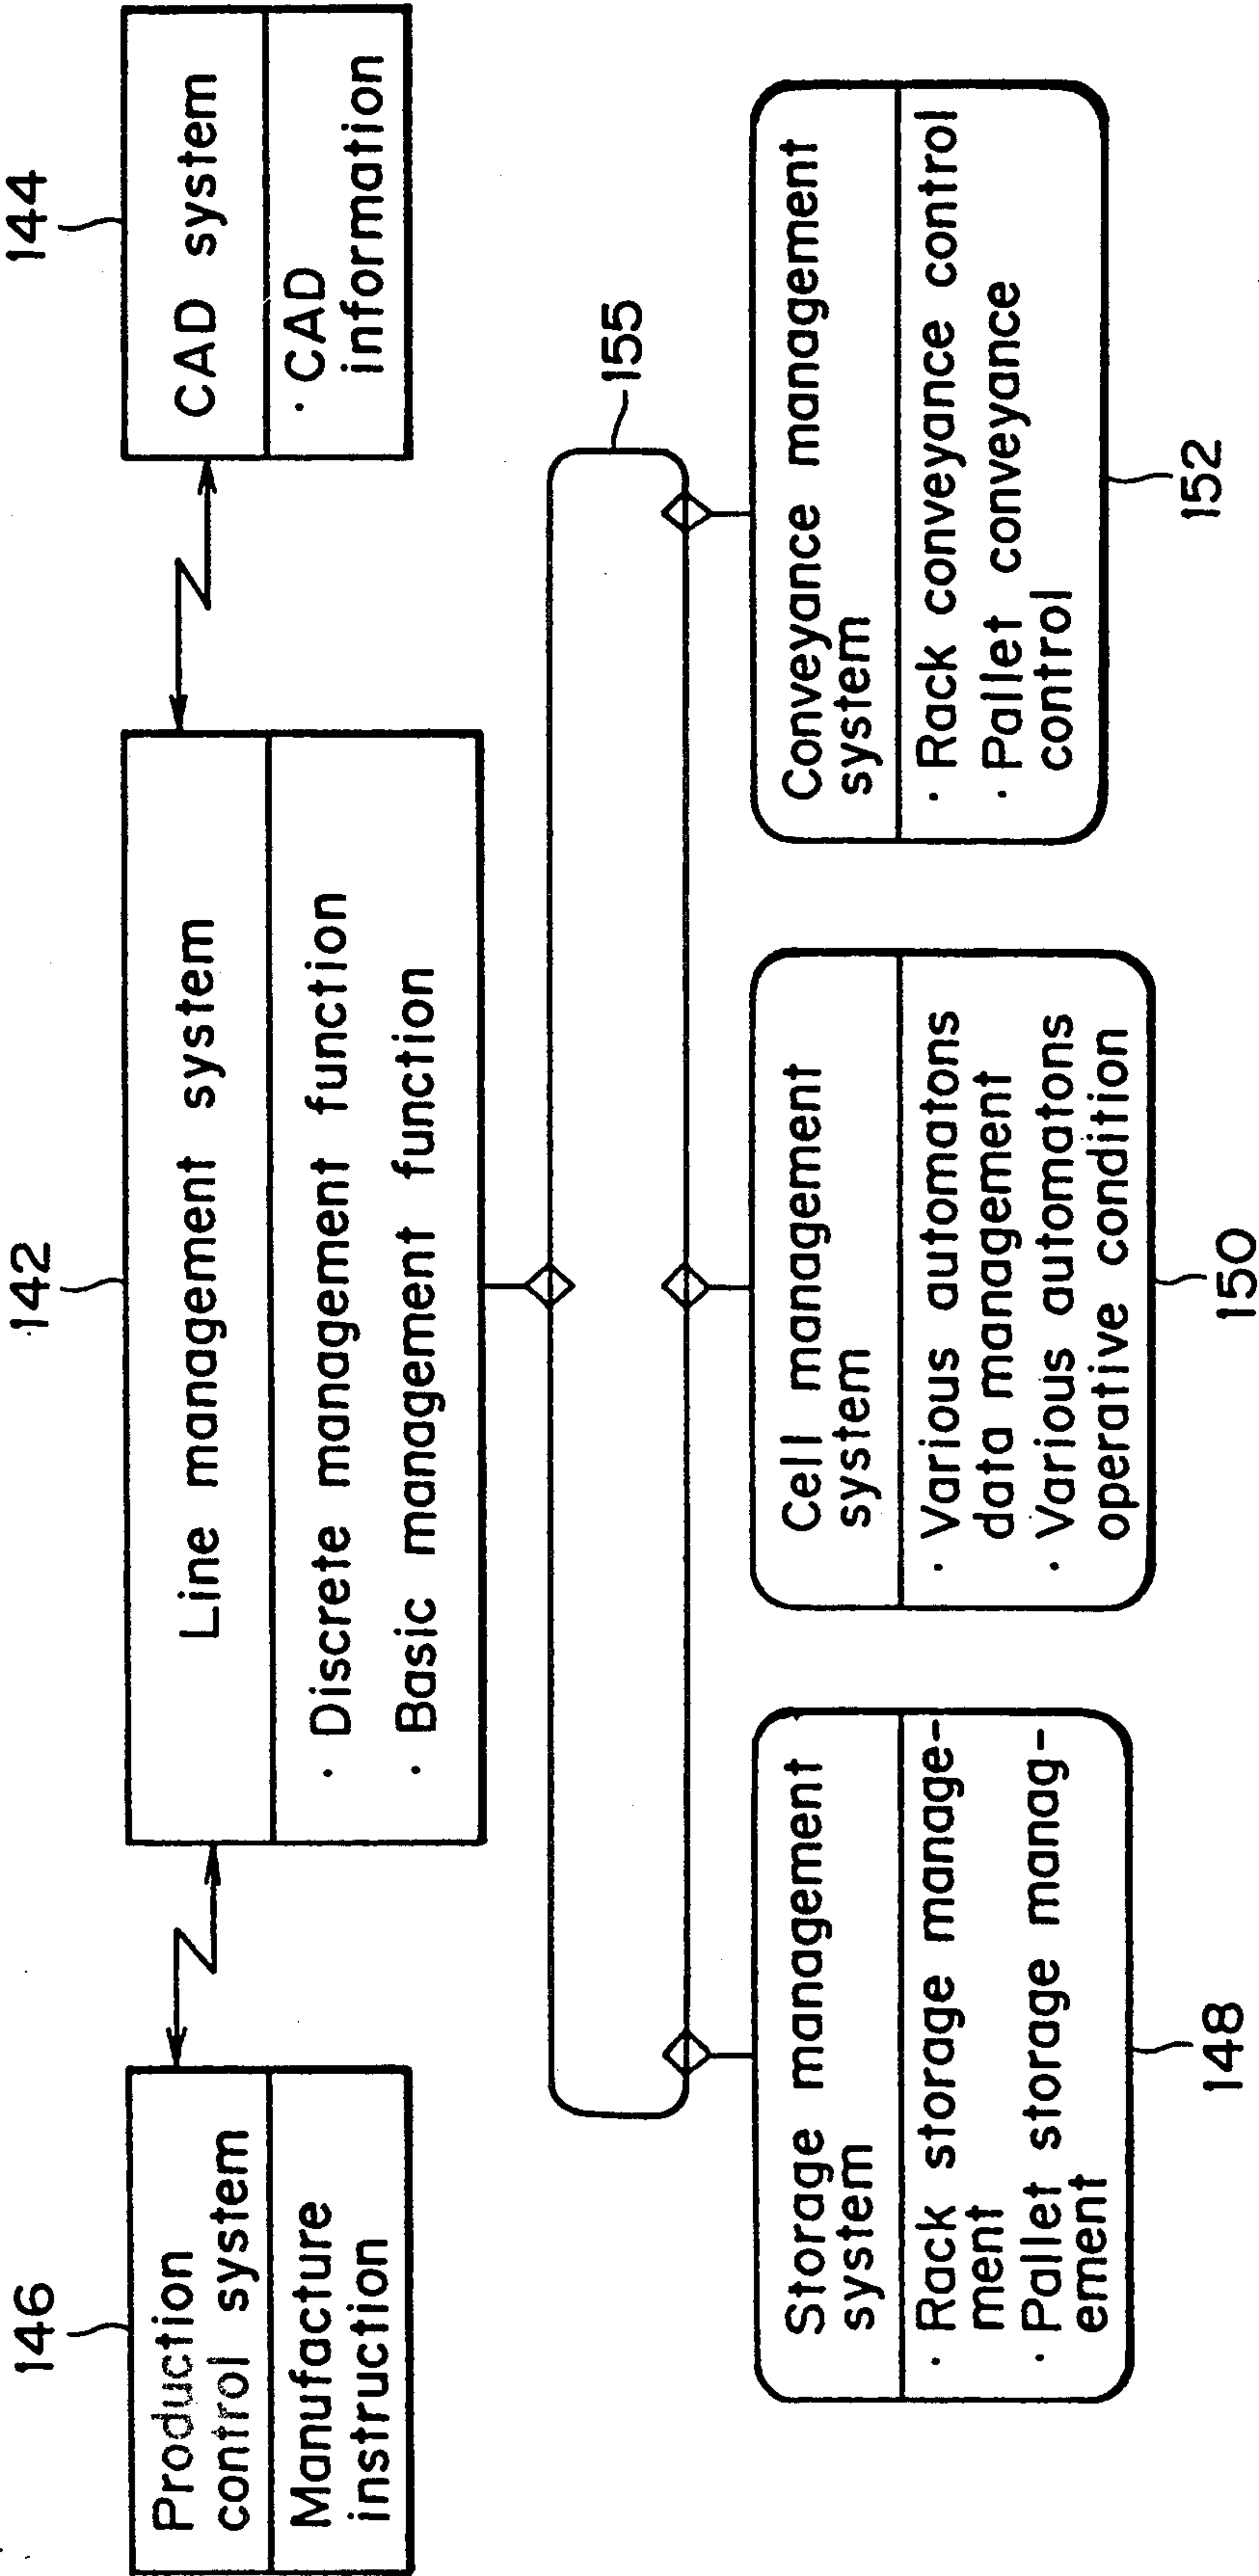 146
Production
control system
Manufacture
instruction
142
Line management system
· Discrete management function
· Basic management function
144
CAD system
· CAD
information
155
Storage management
system
· Rack storage manage-
ment
· Pallet storage manag-
ement
148
Cell management
system
· Various automatons
data management
· Various automatons
operative condition
150
Conveyance management
system
· Rack conveyance control
· Pallet conveyance
control
152